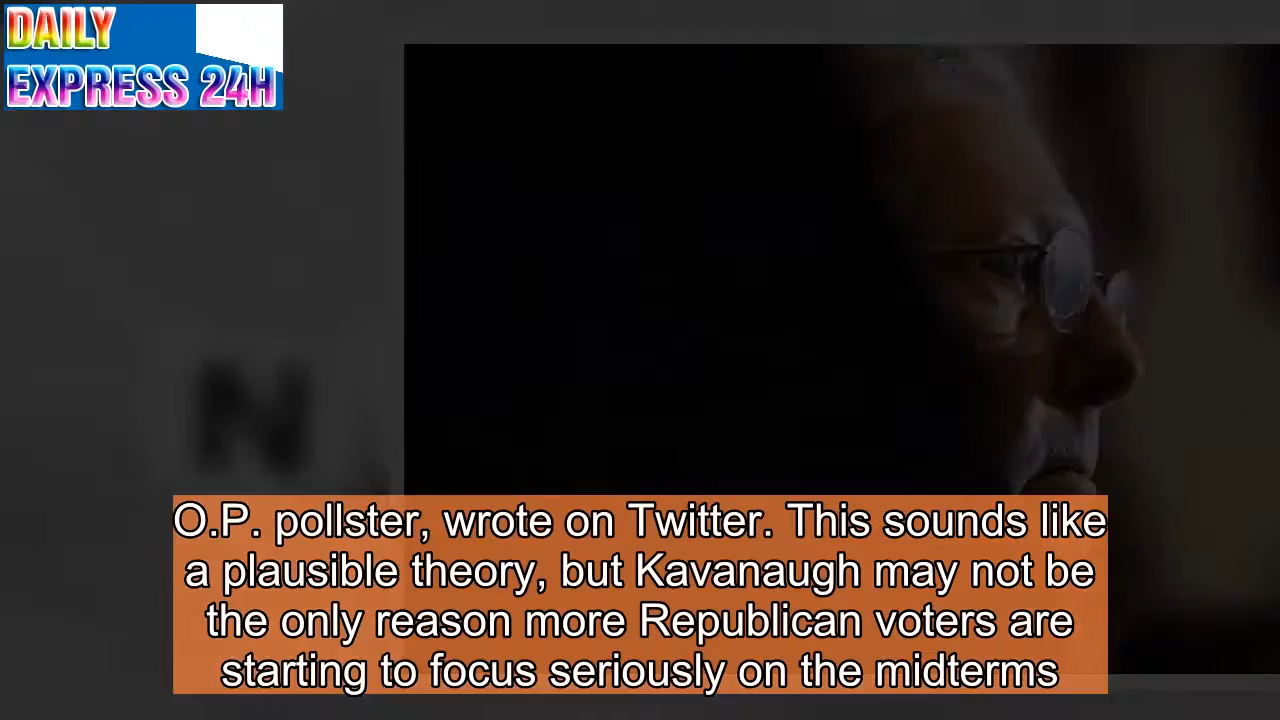 DAILY
EXPRESS 24H
N
O.P. pollster, wrote on Twitter. This sounds like
a plausible theory, but Kavanaugh may not be
the only reason more Republican voters are
starting to focus seriously on the midterms